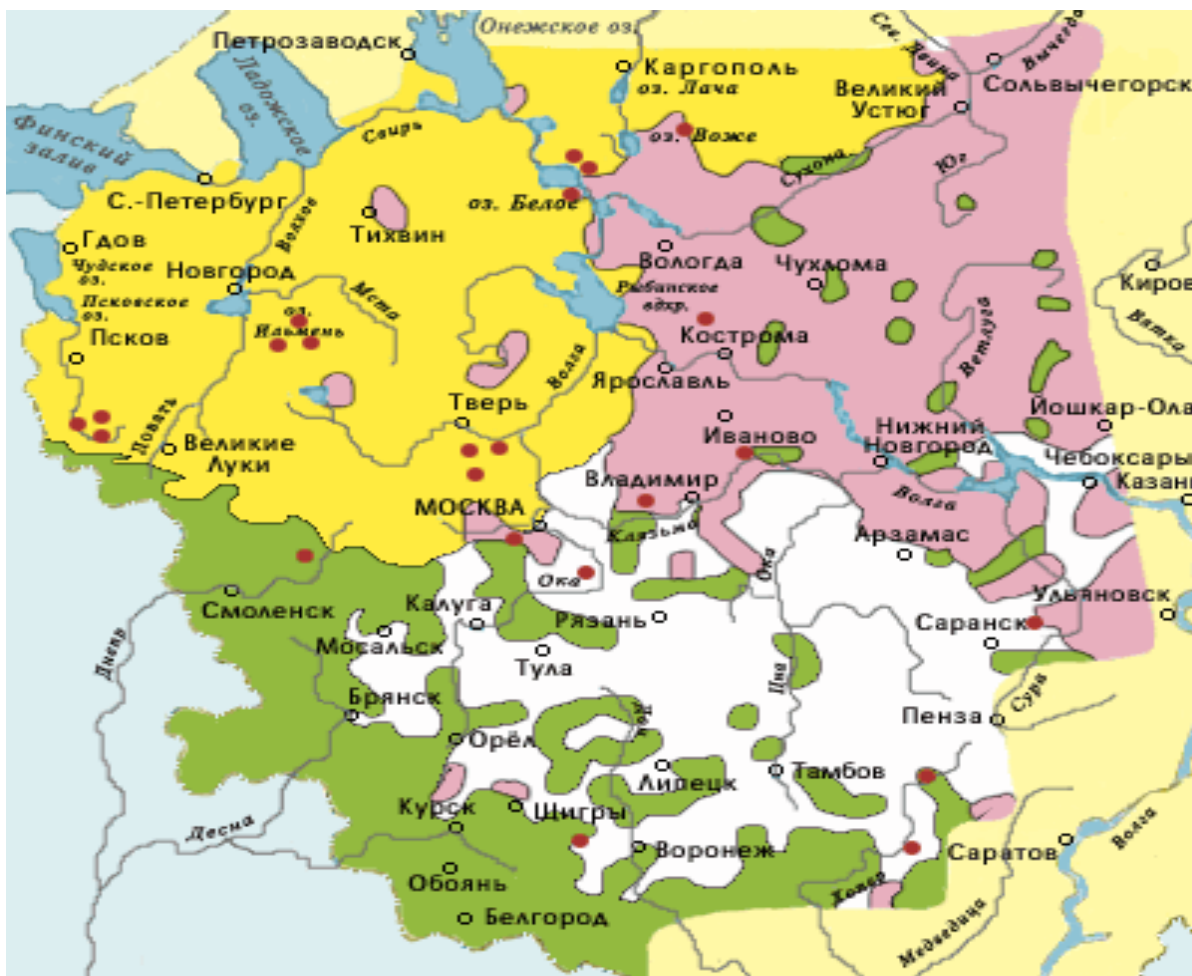 Онежское оз.
Петрозаводск
Сев. Двина
Вычегда
Ладожское
оз.
Каргополь
оз. Лача
Сольвычегорск
Великий
Устюг
Финский
залив
Свирь
оз. Воже
Сухона
Юг
С.-Петербург
оз. Белое
Волхов
Тихвин
Гдов
Чудское
оз.
Новгород
Вологда
Чухлома
Киров
Псковское
оз.
Мста
Рыбинское
вдхр.
оз.
Ильмень
Ветлуга
Вятка
Псков
Кострома
Волга
Ярославль
Тверь
Йошкар-Ола
Ловать
Великие
Луки
Иваново
Нижний
Новгород
Чебоксары
Владимир
Казань
Волга
МОСКВА
Клязьма
Арзамас
Ока
Ока
Ульяновск
Смоленск
Калуга
Рязань
Саранск
Днепр
Мосальск
Тула
Цна
Сура
Брянск
Дон
Пенза
Орёл
Липецк
Тамбов
Курск
Щигры
Десна
Волга
Воронеж
Саратов
Обоянь
Хопёр
Белгород
Медведица